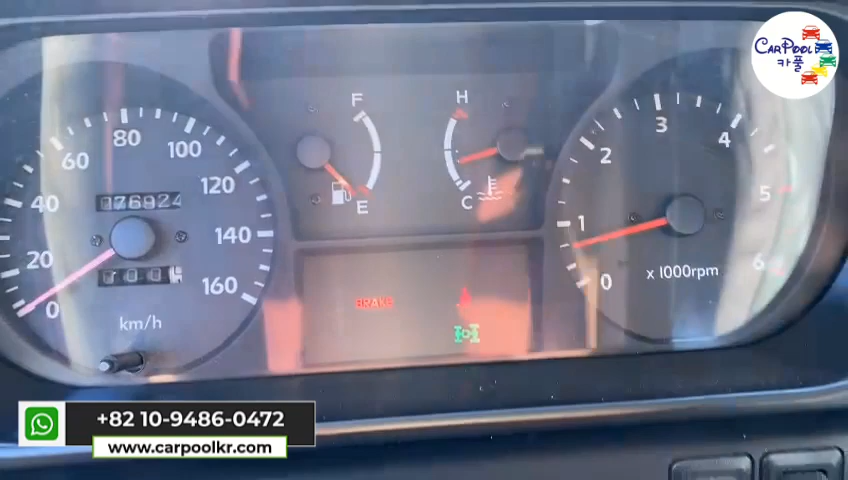 CARPOOL
카풀
F
H
E
C
0
20
40
60
80
100
120
140
160
km/h
0
1
2
3
4
5
6
x 1000rpm
BRAKE
+82 10-9486-0472
www.carpoolkr.com